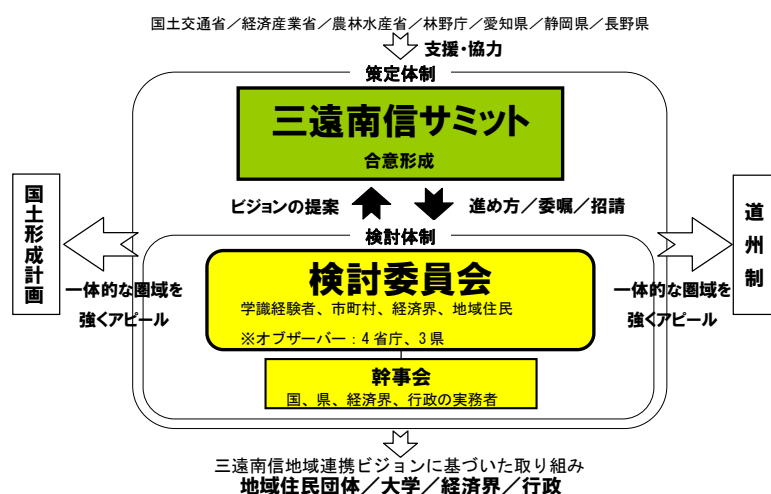 国土交通省／経済産業省／農林水産省／林野庁／愛知県／静岡県／長野県
支援・協力
策定体制
三遠南信サミット
合意形成
ビジョンの提案
進め方／委嘱／招請
国土形成計画
道州制
検討体制
検討委員会
学識経験者、市町村、経済界、地域住民
※オブザーバー：４省庁、３県
一体的な圏域を
強くアピール
一体的な圏域を
強くアピール
幹事会
国、県、経済界、行政の実務者
三遠南信地域連携ビジョンに基づいた取り組み
地域住民団体／大学／経済界／行政